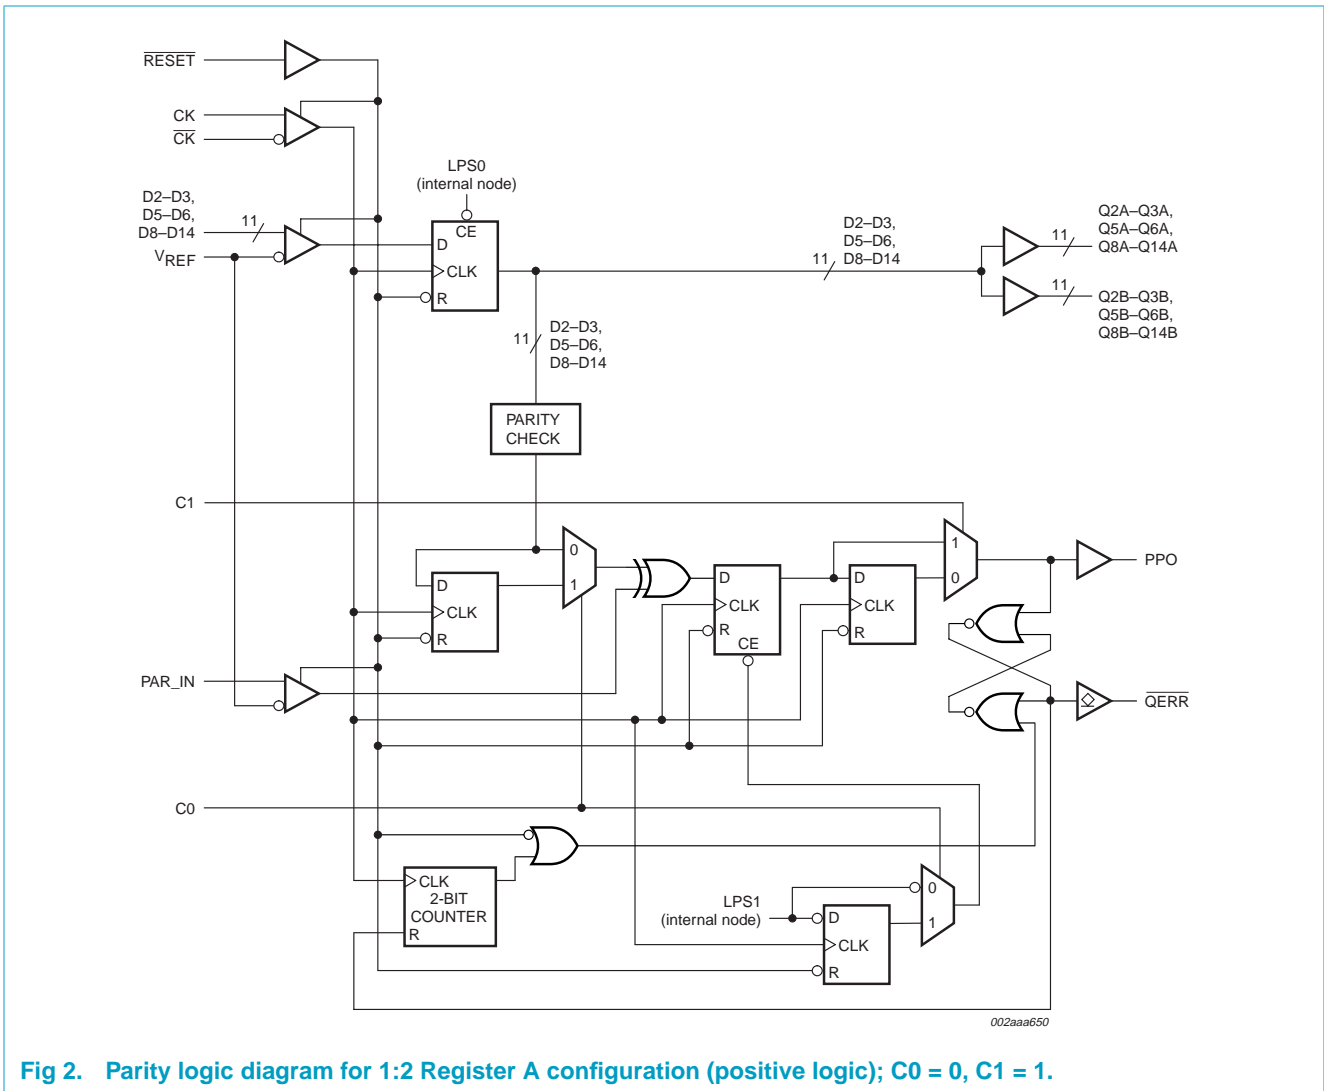 RESET
CK
CK
LPS0
(internal node)
D2–D3,
D5–D6,
D8–D14
11
VREF
CE
D
CLK
R
D2–D3,
D5–D6,
D8–D14
11
11
Q2A–Q3A,
Q5A–Q6A,
Q8A–Q14A
11
Q2B–Q3B,
Q5B–Q6B,
Q8B–Q14B
11
D2–D3,
D5–D6,
D8–D14
PARITY
CHECK
C1
0
1
D
CLK
R
D
CLK
R
CE
D
CLK
R
1
0
PPO
PAR_IN
QERR
C0
CLK
2-BIT
COUNTER
R
LPS1
(internal node)
D
CLK
R
0
1
002aaa650
Fig 2. Parity logic diagram for 1:2 Register A configuration (positive logic); C0 = 0, C1 = 1.